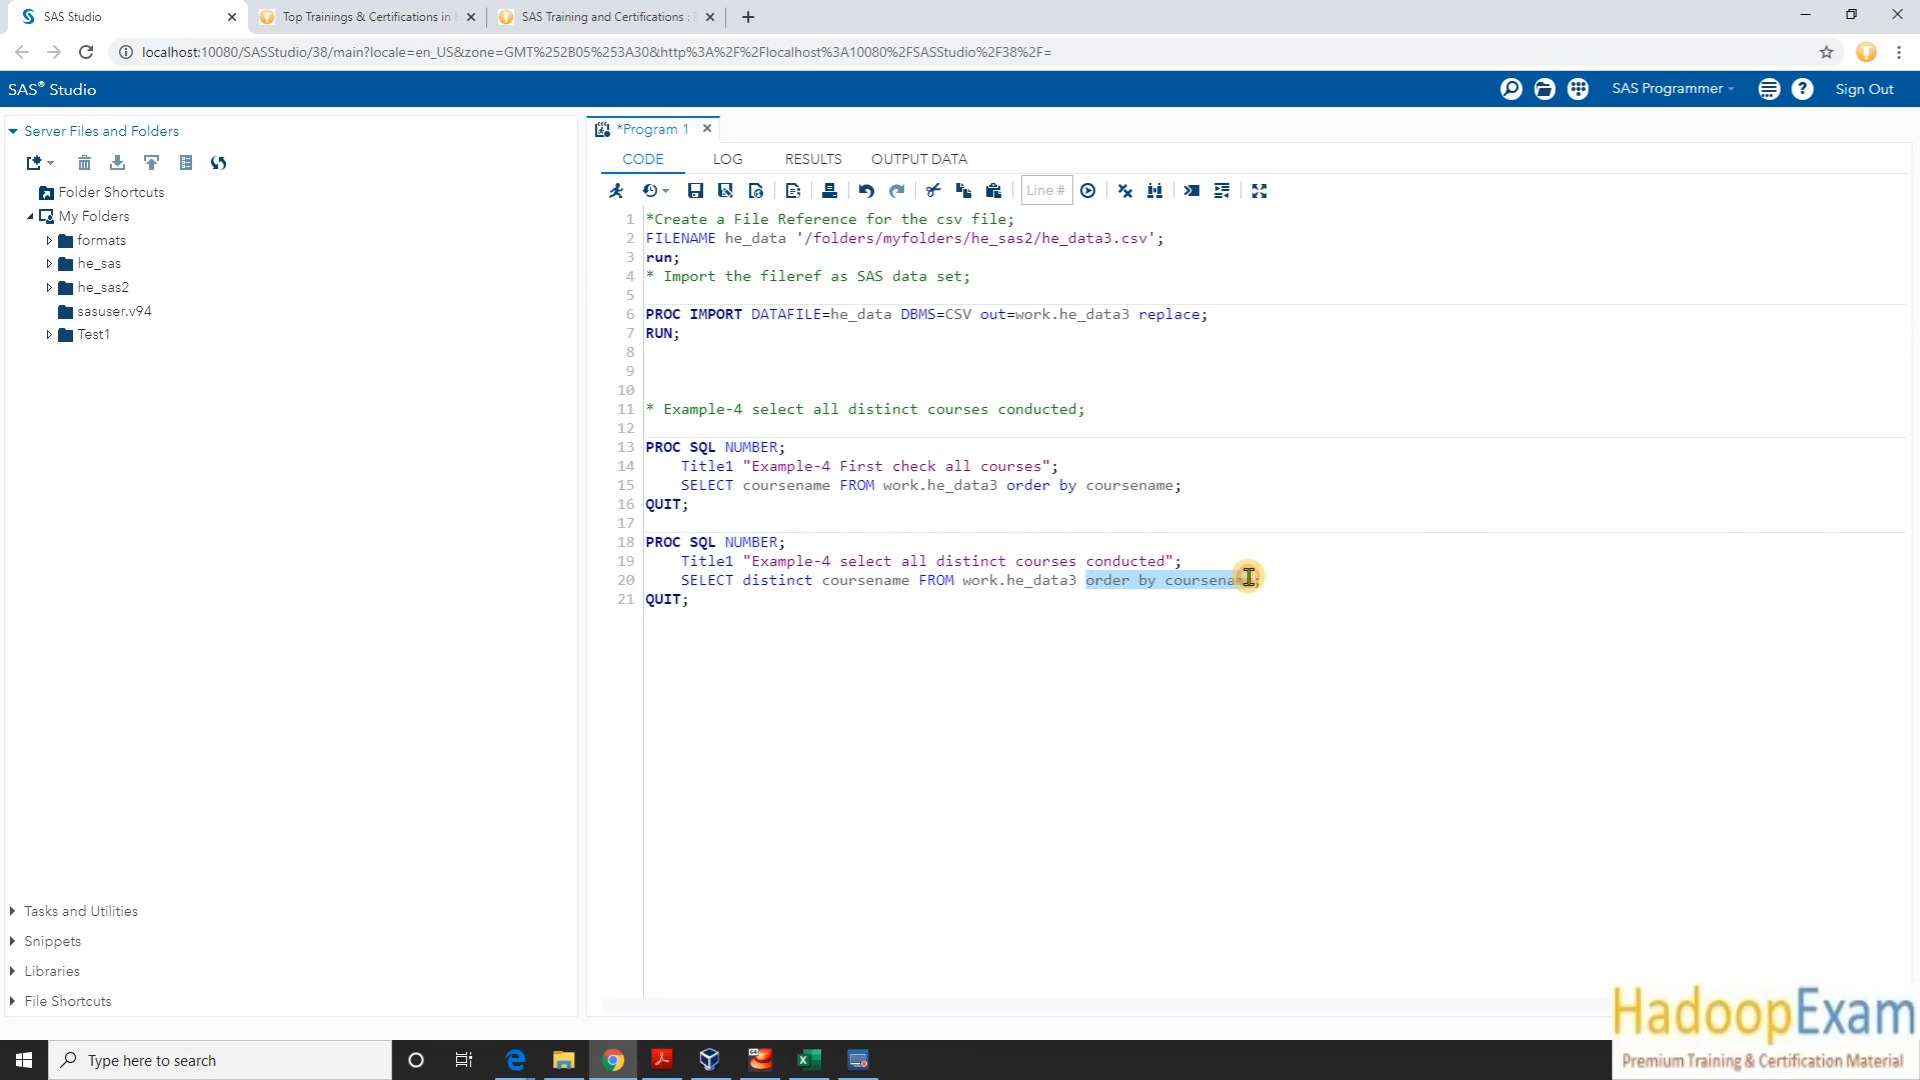 SAS Studio
Top Trainings & Certifications in
SAS Training and Certifications :
localhost:10080/SASStudio/38/main?locale=en_US&zone=GMT%252B05%253A30&http%3A%2F%2Flocalhost%3A10080%2FSASStudio%2F38%2F=
SAS® Studio
SAS Programmer
Sign Out
Server Files and Folders
Folder Shortcuts
My Folders
formats
he_sas
he_sas2
sasuser.v94
Test1
Tasks and Utilities
Snippets
Libraries
File Shortcuts
*Program 1
CODE LOG RESULTS OUTPUT DATA
Line #
1 *Create a File Reference for the csv file;
2 FILENAME he_data '/folders/myfolders/he_sas2/he_data3.csv';
3 run;
4 * Import the fileref as SAS data set;
5
6 PROC IMPORT DATAFILE=he_data DBMS=CSV out=work.he_data3 replace;
7 RUN;
8
9
10
11 * Example-4 select all distinct courses conducted;
12
13 PROC SQL NUMBER;
14 Title1 "Example-4 First check all courses";
15 SELECT coursename FROM work.he_data3 order by coursename;
16 QUIT;
17
18 PROC SQL NUMBER;
19 Title1 "Example-4 select all distinct courses conducted";
20 SELECT distinct coursename FROM work.he_data3 order by coursename;
21 QUIT;
HadoopExam
Premium Training & Certification Material
Type here to search